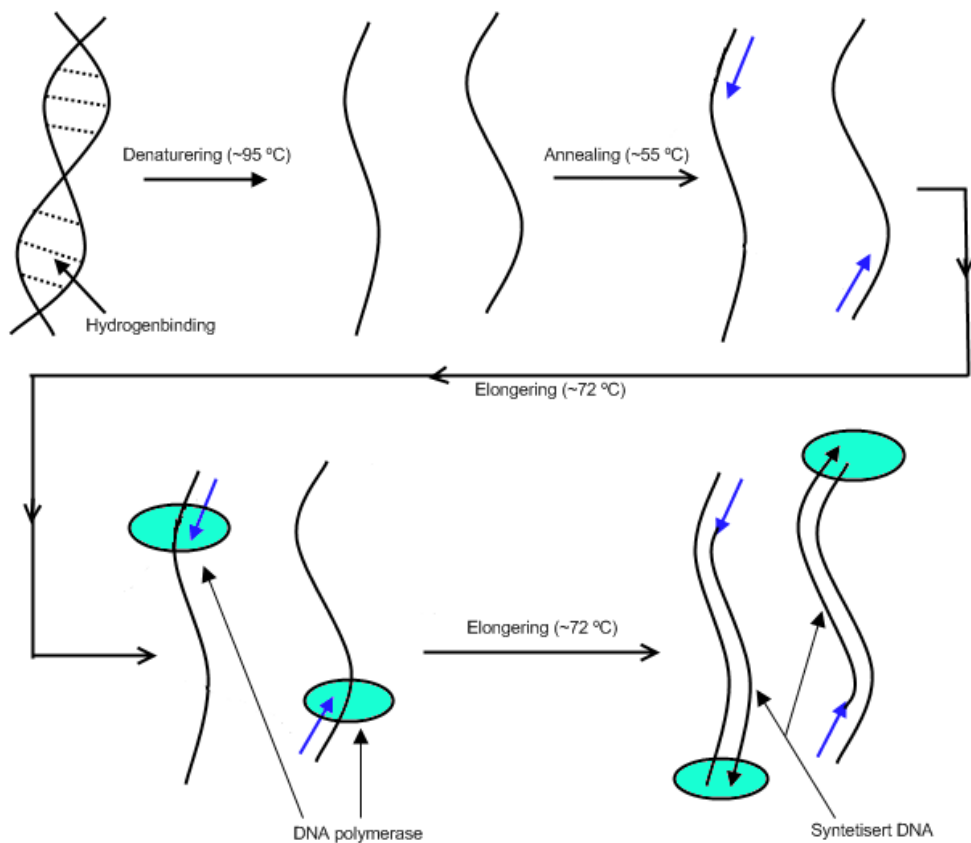 Denaturering (~95 ºC)
Annealing (~55 ºC)
Hydrogenbinding
Elongering (~72 ºC)
Elongering (~72 ºC)
DNA polymerase
Syntetisert DNA